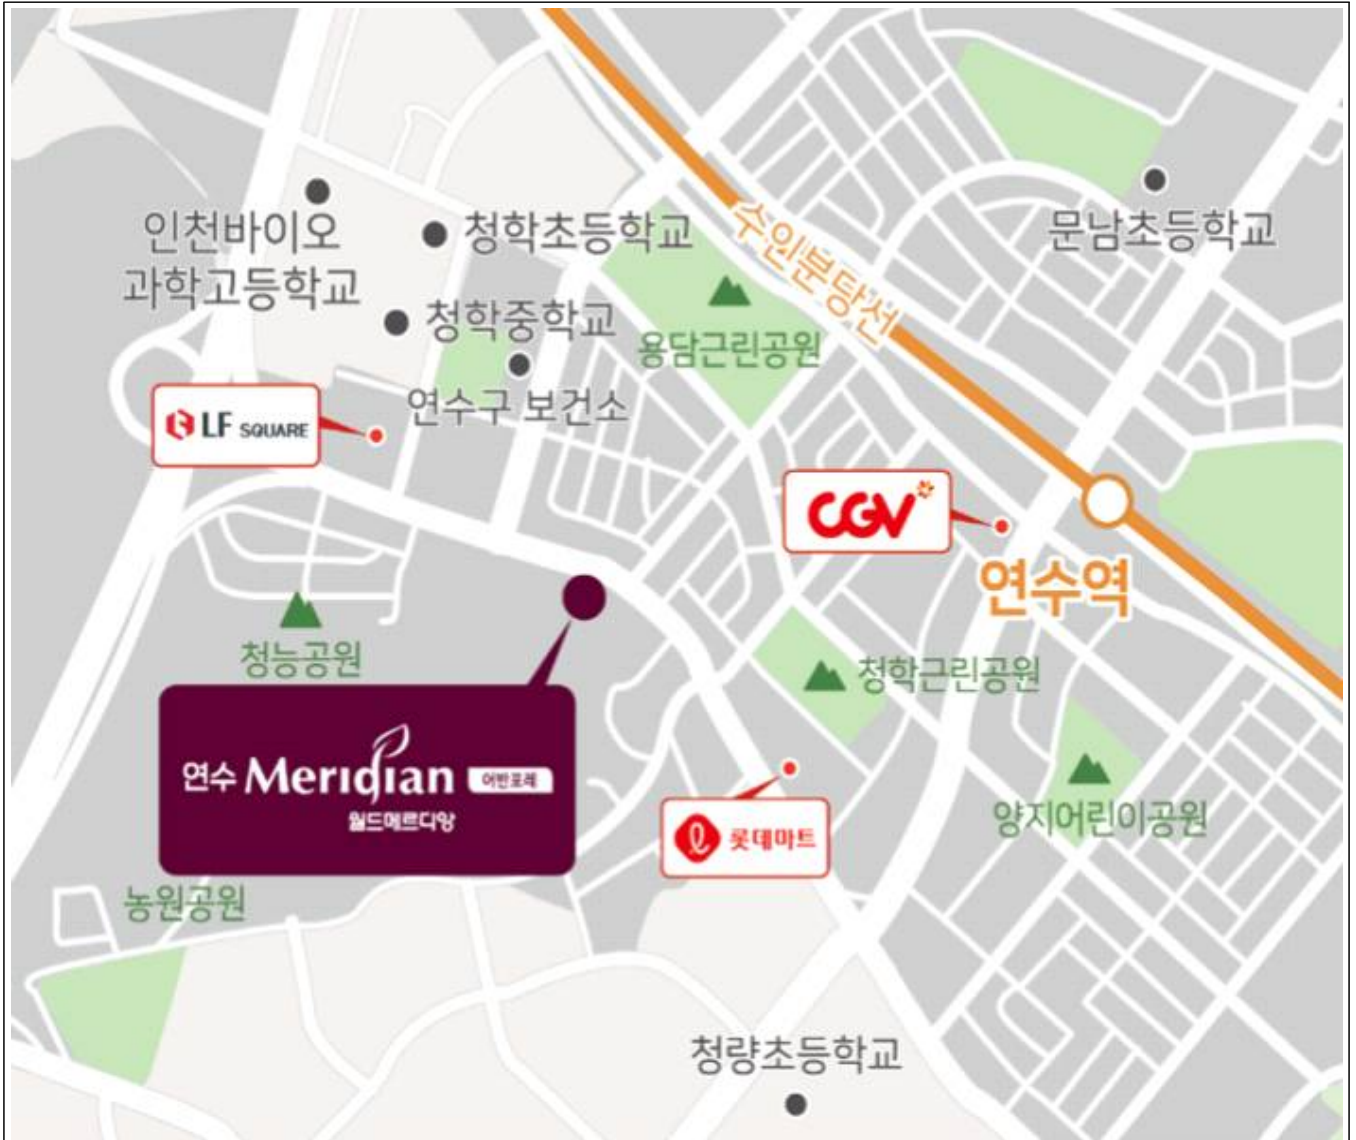 인천바이오
과학고등학교
청학초등학교
문남초등학교
수인분당선
청학중학교
용담근린공원
연수구 보건소
LF SQUARE
CGV
연수역
청능공원
청학근린공원
연수 Meridian 어반포레
월드메르디앙
롯데마트
양지어린이공원
농원공원
청량초등학교